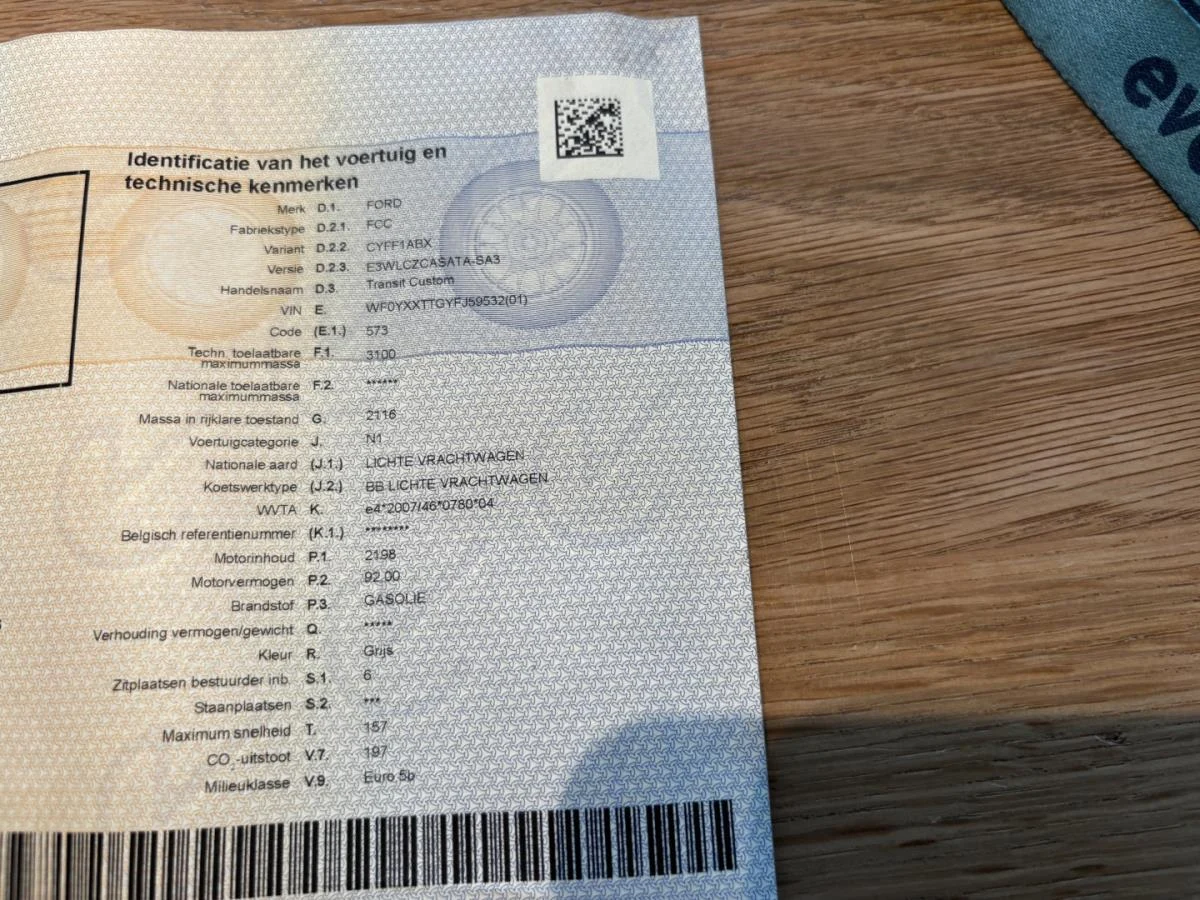 Identificatie van het voertuig en
technische kenmerken
Merk D.1. FORD
Fabriekstype D.2.1. FCC
Variant D.2.2. CYFF1ABX
Versie D.2.3. E3WLCZCASATA-SA3
Handelsnaam D.3. Transit Custom
VIN E. WF0YXXTTGYFJ59532(01)
Code (E.1.) 573
Techn. toelaatbare F.1. 3100
maximummassa
Nationale toelaatbare F.2. ******
maximummassa
Massa in rijklare toestand G. 2116
Voertuigcategorie J. N1
Nationale aard (J.1.) LICHTE VRACHTWAGEN
Koetswerktype (J.2.) BB LICHTE VRACHTWAGEN
WVTA K. e4*2007/46*0780*04
Belgisch referentienummer (K.1.) ********
Motorinhoud P.1. 2198
Motorvermogen P.2. 92.00
Brandstof P.3. GASOLIE
Verhouding vermogen/gewicht Q. *****
Kleur R. Grijs
Zitplaatsen bestuurder inb. S.1. 6
Staanplaatsen S.2. ***
Maximum snelheid T. 157
CO₂-uitstoot V.7. 197
Milieuklasse V.9. Euro 5b